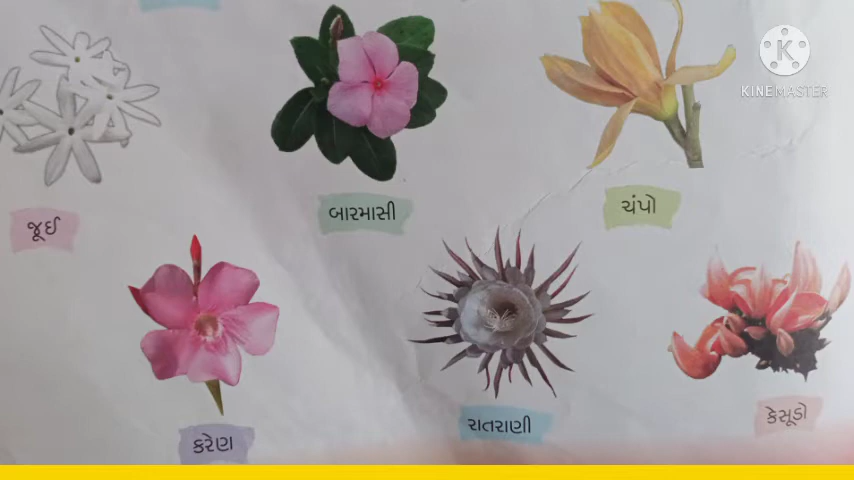 KINEMASTER
જૂઈ
બારમાસી
ચંપો
કરેણ
રાતરાણી
કેસૂડો